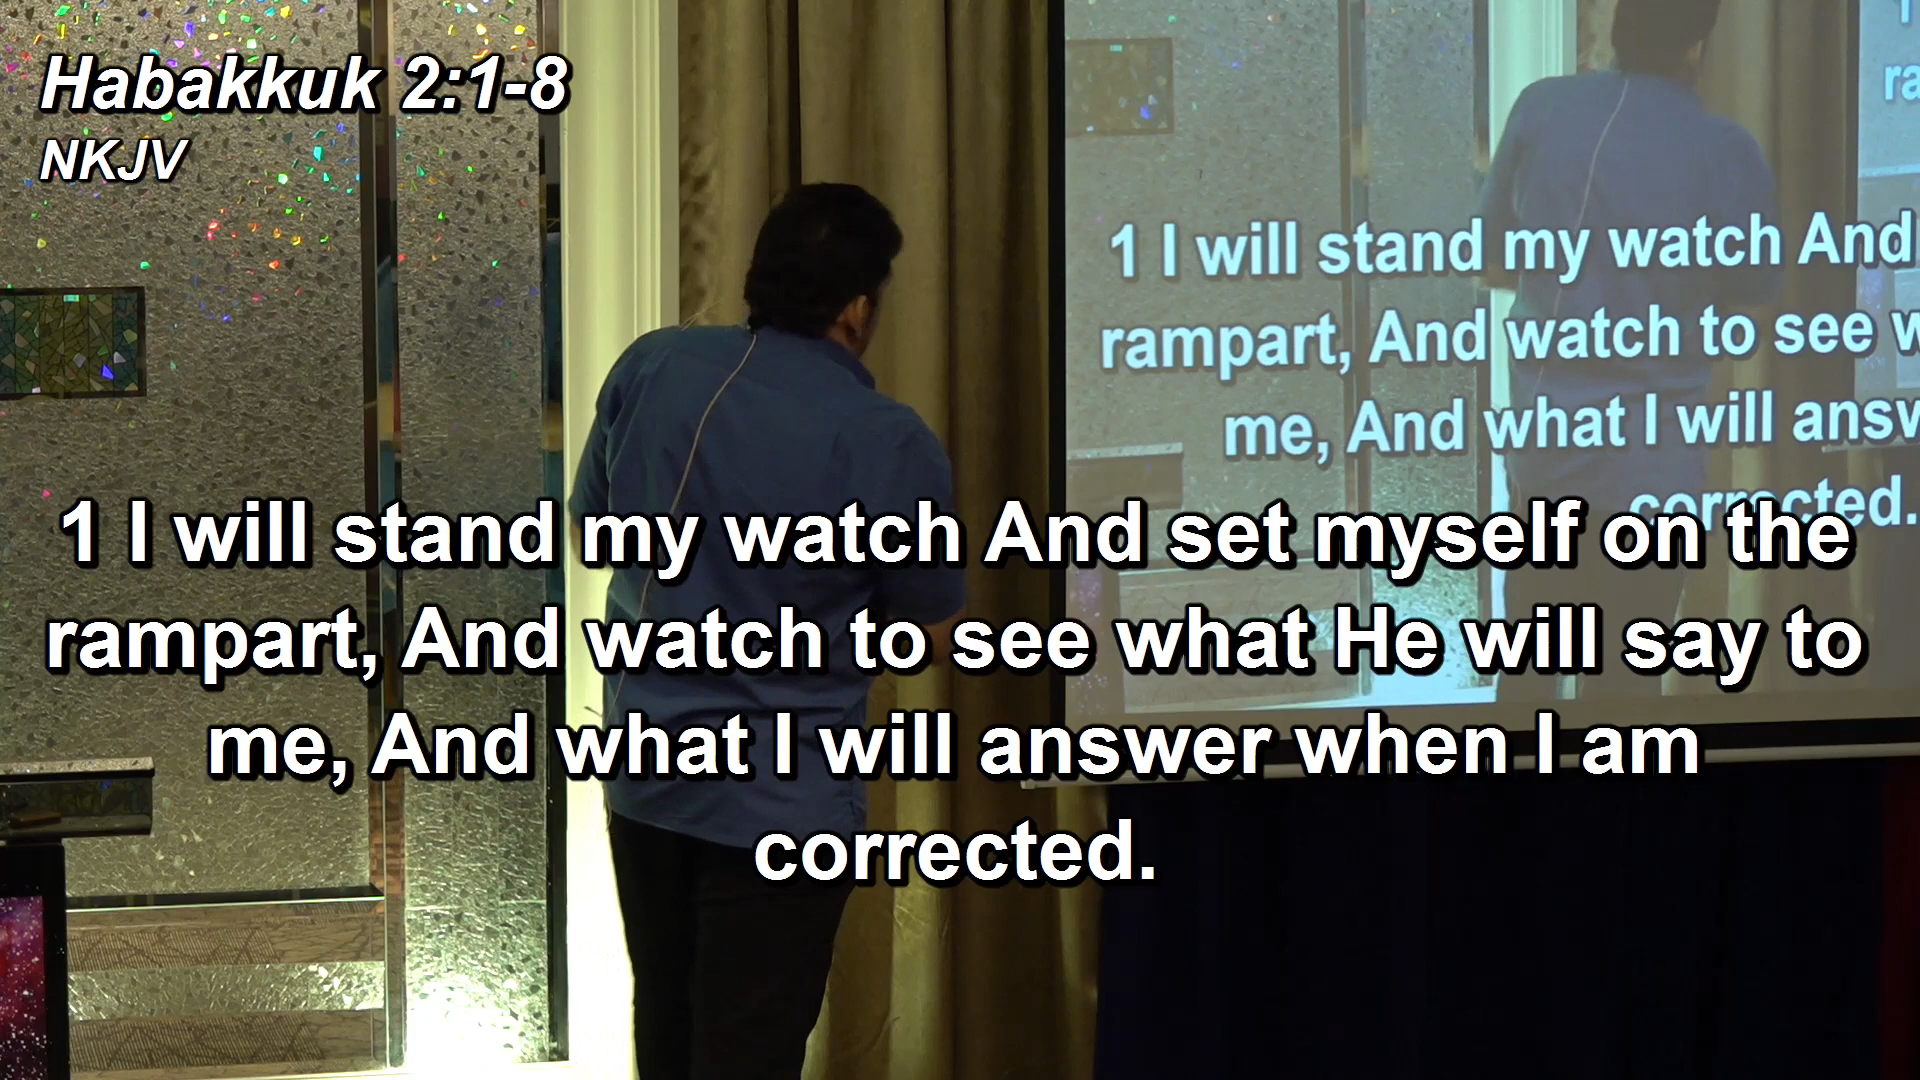 Habakkuk 2:1-8
NKJV
1 I will stand my watch And
rampart, And watch to see
me, And what I will
corrected.
1 I will stand my watch And set myself on the
rampart, And watch to see what He will say to
me, And what I will answer when I am
corrected.